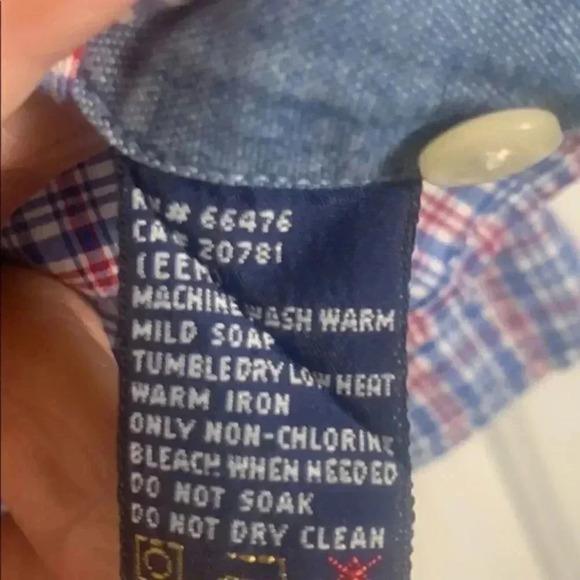 RN# 66476
CA# 20781
(EEM
MACHINE WASH WARM
MILD SOAP
TUMBLE DRY LOW HEAT
WARM IRON
ONLY NON-CHLORINE
BLEACH WHEN NEEDED
DO NOT SOAK
DO NOT DRY CLEAN